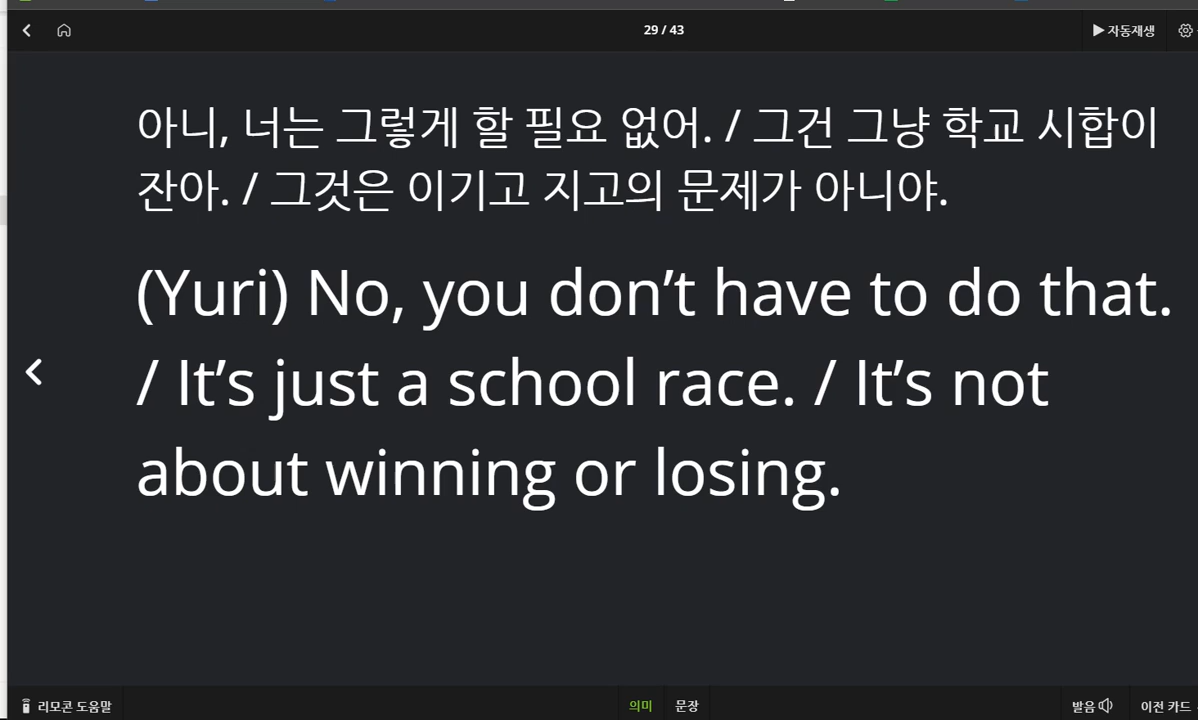 29 / 43
자동재생
아니, 너는 그렇게 할 필요 없어. / 그건 그냥 학교 시합이
잖아. / 그것은 이기고 지고의 문제가 아니야.
(Yuri) No, you don’t have to do that.
/ It’s just a school race. / It’s not
about winning or losing.
리모콘 도움말
의미
문장
발음
이전 카드